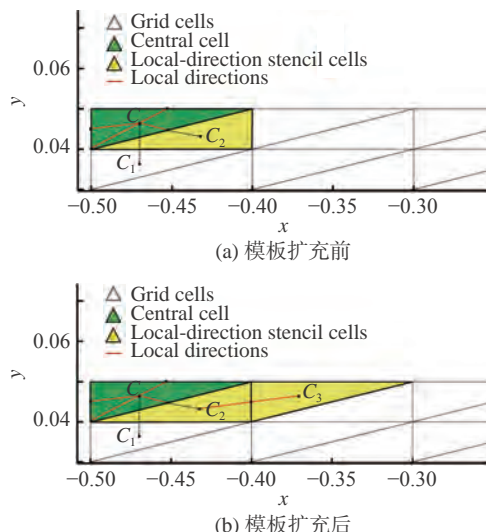 Grid cells
Central cell
Local-direction stencil cells
Local directions
0.06
y
0.04
C
C₂
C₁
−0.50 −0.45 −0.40 −0.35 −0.30
x
(a) 模板扩充前
Grid cells
Central cell
Local-direction stencil cells
Local directions
0.06
y
0.04
C
C₃
C₂
C₁
−0.50 −0.45 −0.40 −0.35 −0.30
x
(b) 模板扩充后